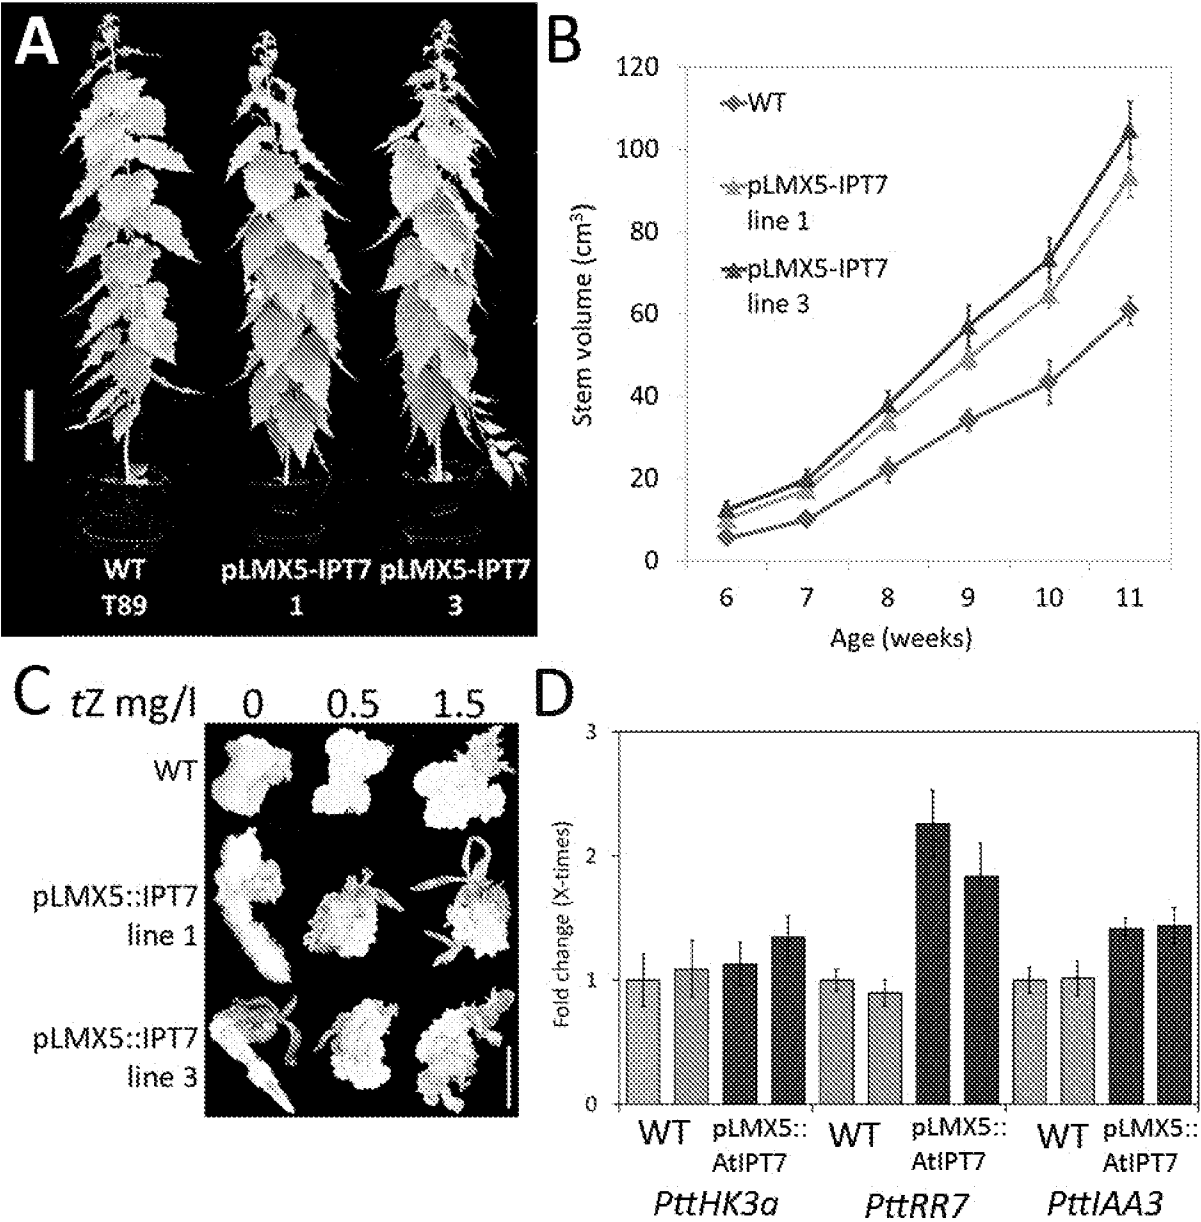 A
WT
T89
pLMX5-IPT7
1
pLMX5-IPT7
3
B
120
100
80
60
40
20
0
Stem volume (cm³)
WT
pLMX5-IPT7
line 1
pLMX5-IPT7
line 3
6 7 8 9 10 11
Age (weeks)
C
tZ mg/l 0 0.5 1.5
WT
pLMX5::IPT7
line 1
pLMX5::IPT7
line 3
D
3
2
1
0
Fold change (X-times)
WT
pLMX5::
AtIPT7
WT
pLMX5::
AtIPT7
WT
pLMX5::
AtIPT7
PttHK3a
PttRR7
PttIAA3